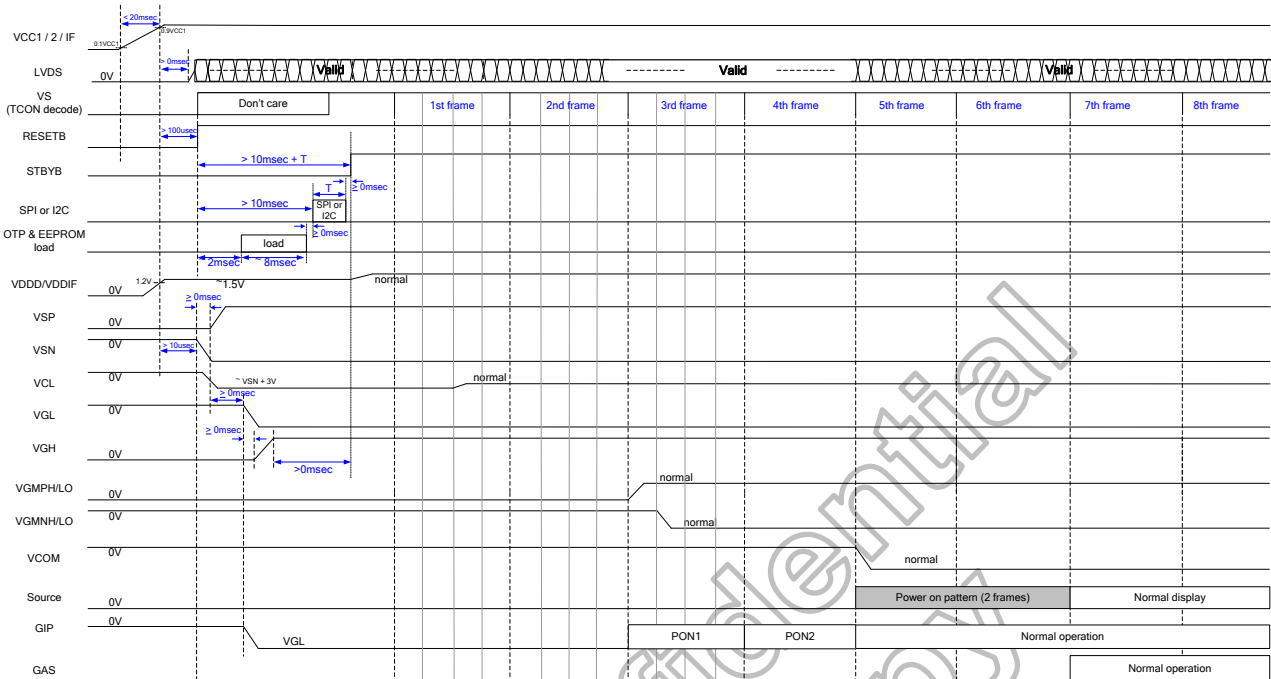 < 20msec
VCC1 / 2 / IF
0.1VCC1
0.9VCC1
> 0msec
LVDS
0V
Valid
Valid
Valid
VS
(TCON decode)
Don't care
1st frame
2nd frame
3rd frame
4th frame
5th frame
6th frame
7th frame
8th frame
RESETB
> 100usec
STBYB
> 10msec + T
T
≥ 0msec
SPI or I2C
> 10msec
SPI or
I2C
≥ 0msec
OTP & EEPROM
load
load
2msec
~ 8msec
VDDD/VDDIF
0V
1.2V
~1.5V
normal
VSP
0V
≥ 0msec
VSN
0V
> 10usec
VCL
0V
~ VSN + 3V
normal
≥ 0msec
VGL
0V
VGH
0V
≥ 0msec
>0msec
VGMPH/LO
0V
normal
VGMNH/LO
0V
normal
VCOM
0V
normal
Source
0V
Power on pattern (2 frames)
Normal display
GIP
0V
VGL
PON1
PON2
Normal operation
GAS
Normal operation
fidential
py